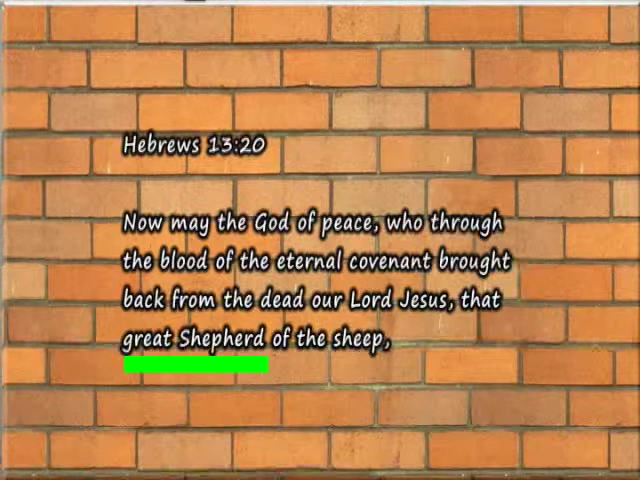 Hebrews 13:20
Now may the God of peace, who through
the blood of the eternal covenant brought
back from the dead our Lord Jesus, that
great Shepherd of the sheep,